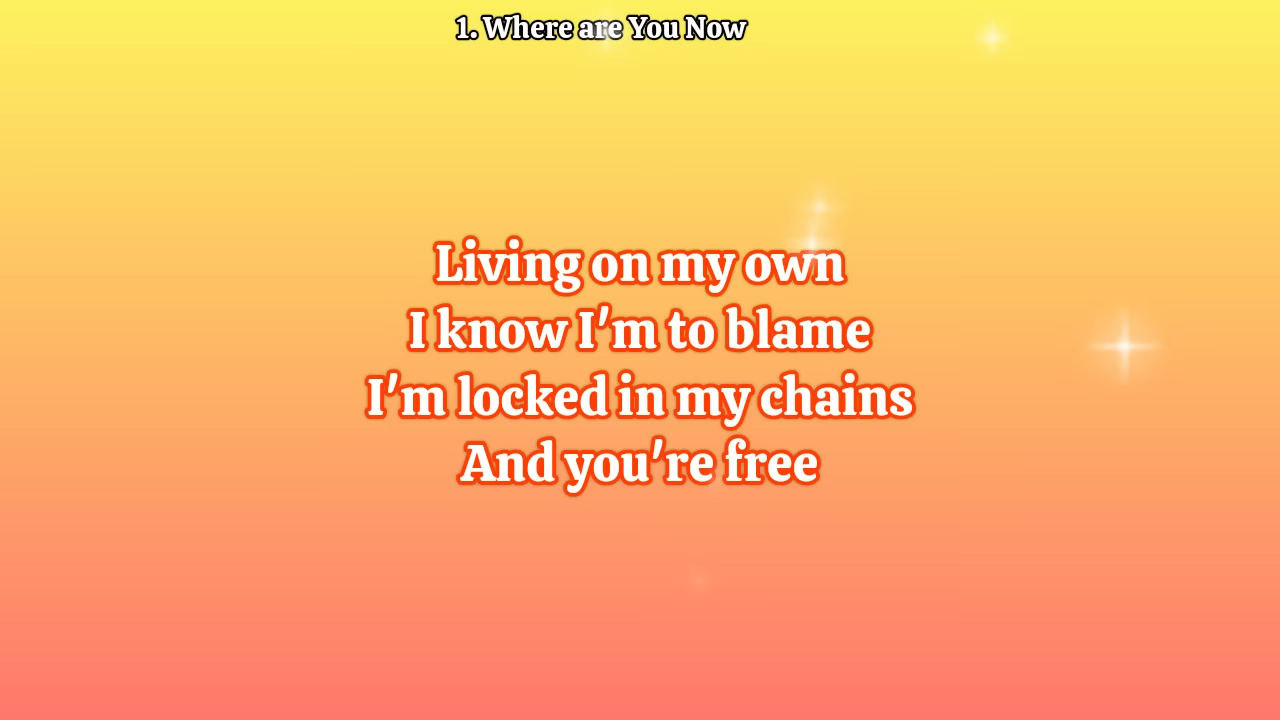 1. Where are You Now
Living on my own
I know I'm to blame
I'm locked in my chains
And you're free